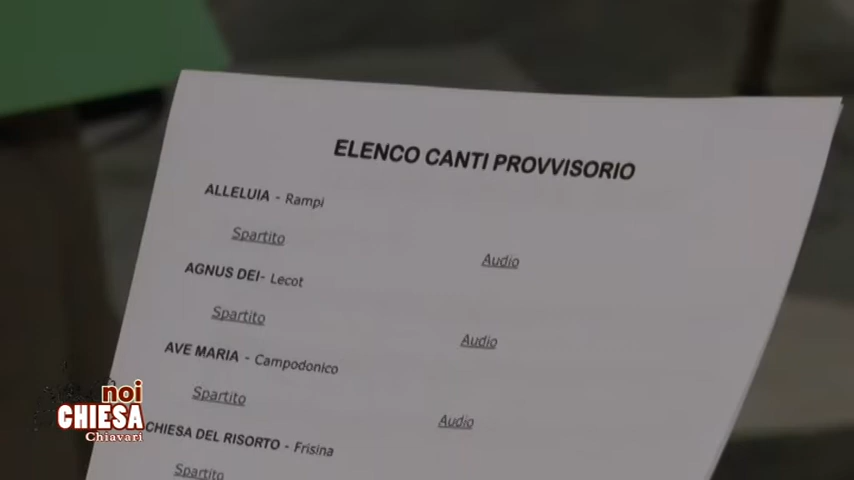 ELENCO CANTI PROVVISORIO
ALLELUIA - Rampi
Spartito
Audio
AGNUS DEI- Lecot
Spartito
Audio
AVE MARIA - Campodonico
Spartito
Audio
CHIESA DEL RISORTO - Frisina
Spartito
noi
CHIESA
Chiavari